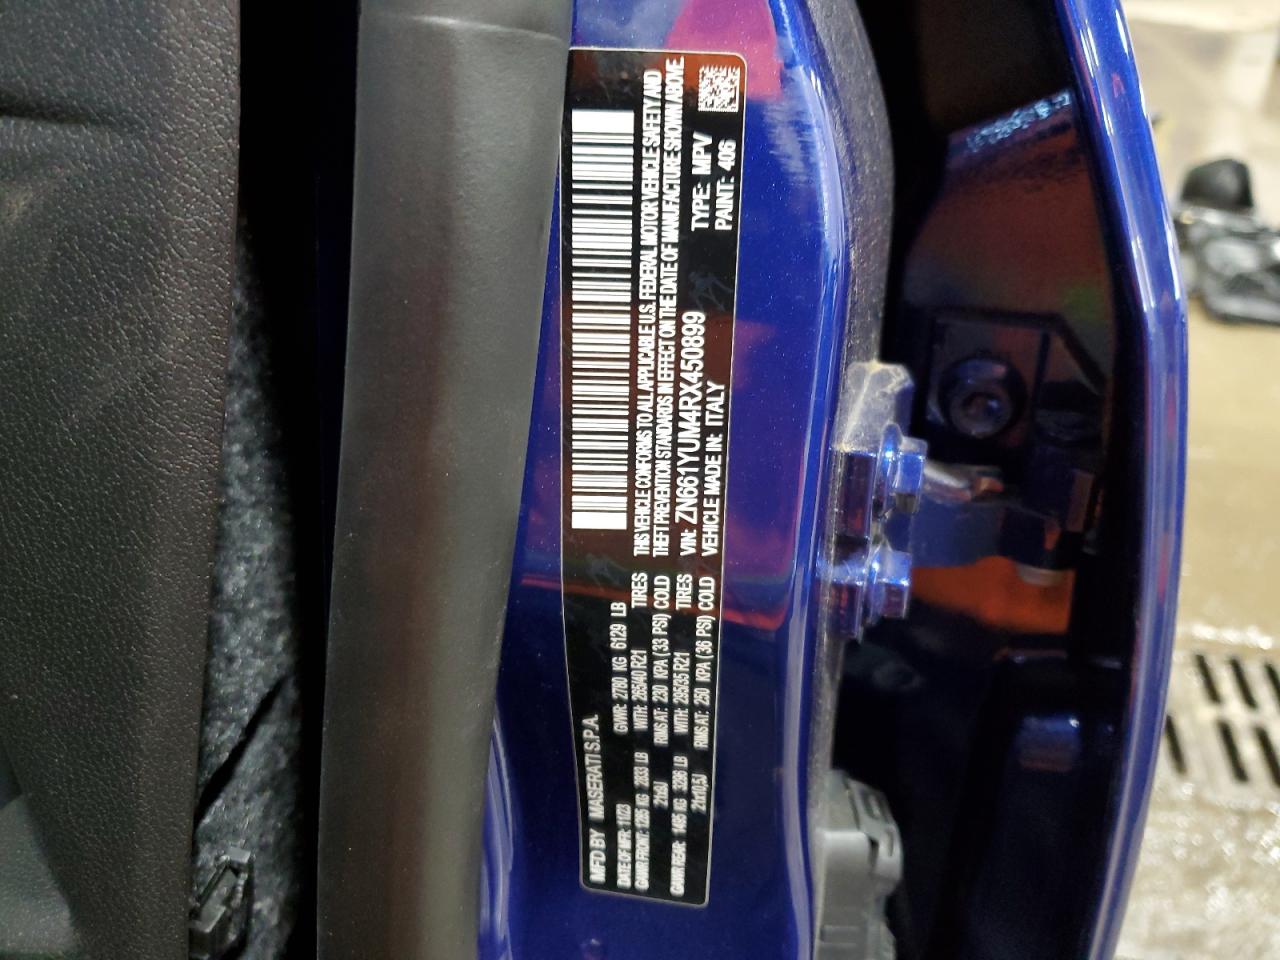 MFD BY MASERATI S.P.A.
DATE OF MFR: 11/23 GVWR: 2780 KG 6129 LB
GAWR FRONT: 1285 KG 2833 LB WITH: 265/40 R21 TIRES
21x9J RIMS AT: 230 KPA (33 PSI) COLD
GAWR REAR: 1495 KG 3296 LB WITH: 295/35 R21 TIRES
21x10,5J RIMS AT: 250 KPA (36 PSI) COLD
THIS VEHICLE CONFORMS TO ALL APPLICABLE U.S. FEDERAL MOTOR VEHICLE SAFETY AND
THEFT PREVENTION STANDARDS IN EFFECT ON THE DATE OF MANUFACTURE SHOWN ABOVE.
VIN: ZN661YUM4RX450899 TYPE: MPV
VEHICLE MADE IN: ITALY PAINT: 406